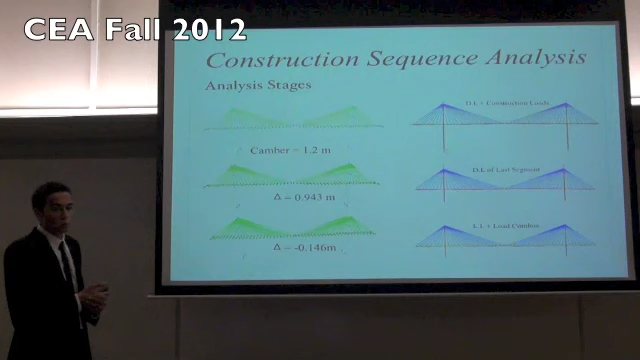 CEA Fall 2012
Construction Sequence Analysis
Analysis Stages
D.L + Construction Loads
Camber = 1.2 m
D.L of Last Segment
Δ = 0.943 m
L.L + Load Combos
Δ = -0.146m